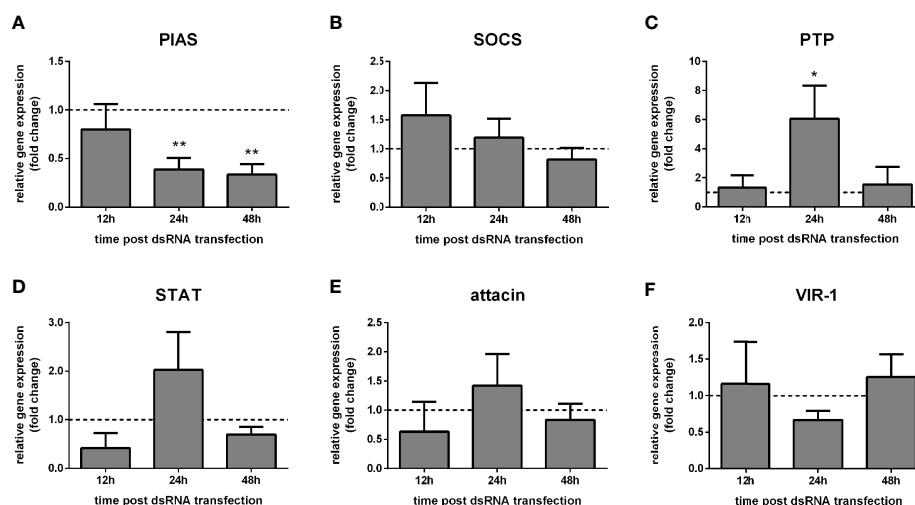 A
PIAS
relative gene expression
(fold change)
1.5
1.0
0.5
0.0
**
**
12h 24h 48h
time post dsRNA transfection
B
SOCS
relative gene expression
(fold change)
2.5
2.0
1.5
1.0
0.5
0.0
12h 24h 48h
time post dsRNA transfection
C
PTP
relative gene expression
(fold change)
10
8
6
4
2
0
*
12h 24h 48h
time post dsRNA transfection
D
STAT
relative gene expression
(fold change)
3.0
2.0
1.0
0.0
12h 24h 48h
time post dsRNA transfection
E
attacin
relative gene expression
(fold change)
2.5
2.0
1.5
1.0
0.5
0.0
12h 24h 48h
time post dsRNA transfection
F
VIR-1
relative gene expression
(fold change)
2.0
1.5
1.0
0.5
0.0
12h 24h 48h
time post dsRNA transfection